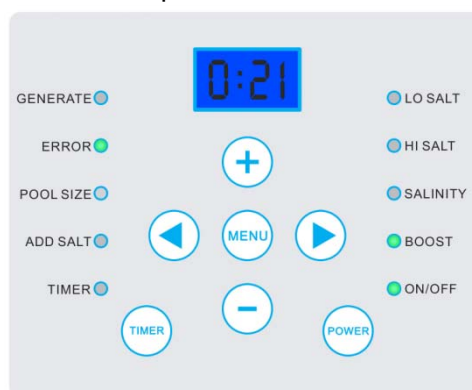 0:21
GENERATE
ERROR
POOL SIZE
ADD SALT
TIMER
LO SALT
HI SALT
SALINITY
BOOST
ON/OFF
MENU
TIMER
POWER